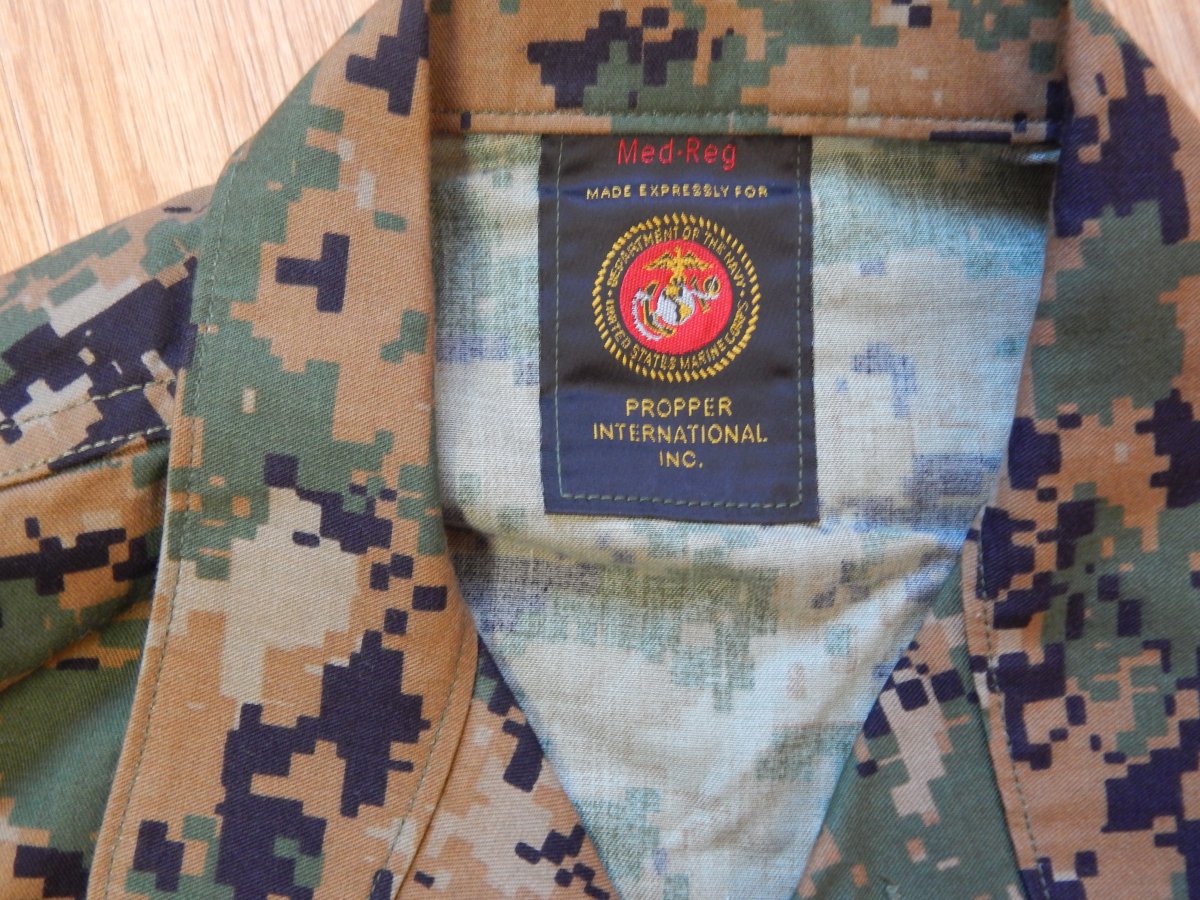 Med-Reg
MADE EXPRESSLY FOR
DEPARTMENT OF THE NAVY
UNITED STATES MARINE CORPS
PROPPER
INTERNATIONAL
INC.